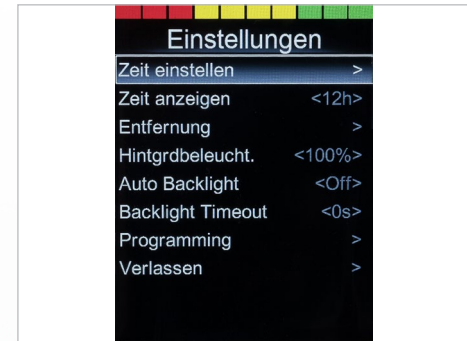 Einstellungen
Zeit einstellen >
Zeit anzeigen <12h>
Entfernung >
Hintgrdbeleucht. <100%>
Auto Backlight <Off>
Backlight Timeout <0s>
Programming >
Verlassen >